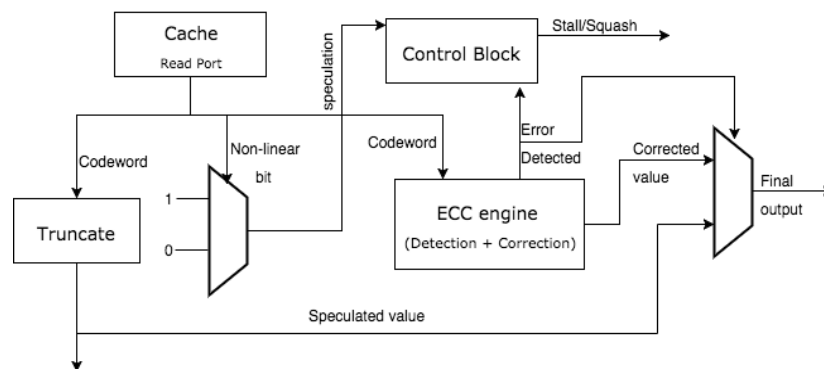 Cache
Read Port
Stall/Squash
Control Block
speculation
Codeword
Non-linear
bit
Codeword
Error
Detected
Corrected
value
1
0
Truncate
ECC engine
(Detection + Correction)
Final
output
Speculated value